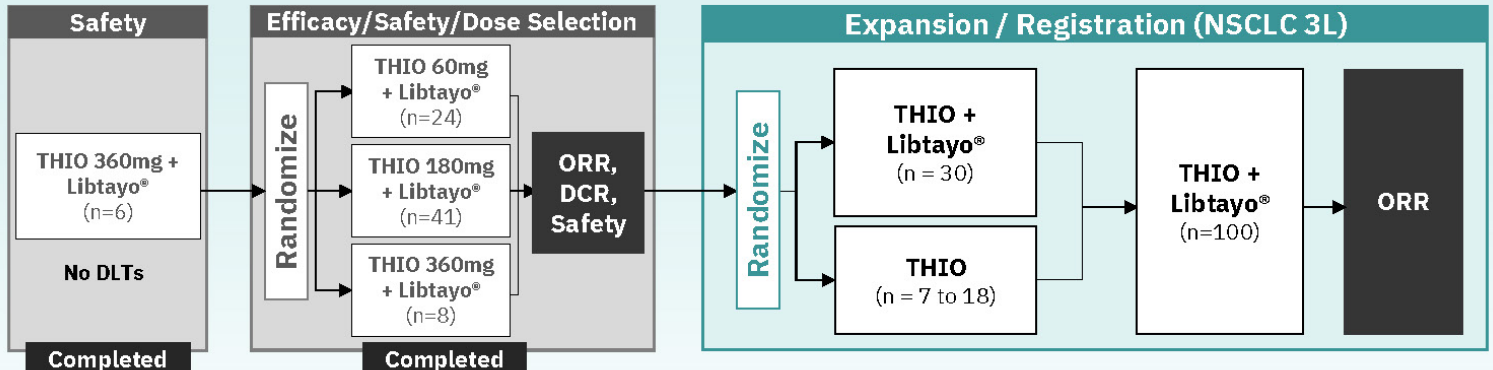 Safety
THIO 360mg +
Libtayo®
(n=6)
No DLTs
Completed
Efficacy/Safety/Dose Selection
Randomize
THIO 60mg
+ Libtayo®
(n=24)
THIO 180mg
+ Libtayo®
(n=41)
THIO 360mg
+ Libtayo®
(n=8)
ORR,
DCR,
Safety
Completed
Expansion / Registration (NSCLC 3L)
Randomize
THIO +
Libtayo®
(n = 30)
THIO
(n = 7 to 18)
THIO +
Libtayo®
(n=100)
ORR